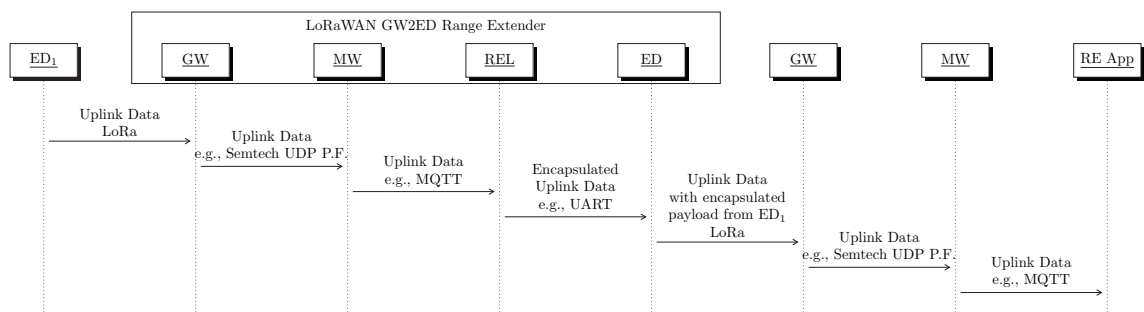 LoRaWAN GW2ED Range Extender
ED₁
GW
MW
REL
ED
GW
MW
RE App
Uplink Data
LoRa
Uplink Data
e.g., Semtech UDP P.F.
Uplink Data
e.g., MQTT
Encapsulated
Uplink Data
e.g., UART
Uplink Data
with encapsulated
payload from ED₁
LoRa
Uplink Data
e.g., Semtech UDP P.F.
Uplink Data
e.g., MQTT